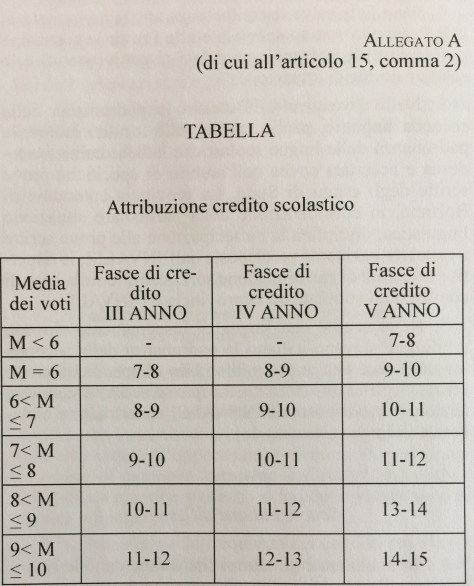 ALLEGATO A
(di cui all'articolo 15, comma 2)
TABELLA
Attribuzione credito scolastico
Media dei voti | Fasce di cre-dito III ANNO | Fasce di credito IV ANNO | Fasce di credito V ANNO
M < 6 | - | - | 7-8
M = 6 | 7-8 | 8-9 | 9-10
6< M ≤ 7 | 8-9 | 9-10 | 10-11
7< M ≤ 8 | 9-10 | 10-11 | 11-12
8< M ≤ 9 | 10-11 | 11-12 | 13-14
9< M ≤ 10 | 11-12 | 12-13 | 14-15